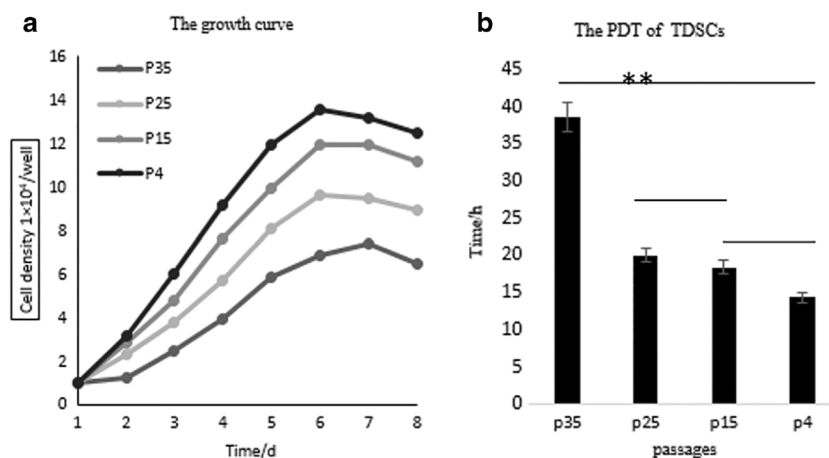 a
The growth curve
16
14
12
10
8
6
4
2
0
P35
P25
P15
P4
Cell density 1×10⁴/well
1 2 3 4 5 6 7 8
Time/d
b
The PDT of TDSCs
45
40
35
30
25
20
15
10
5
0
**
Time/h
p35 p25 p15 p4
passages